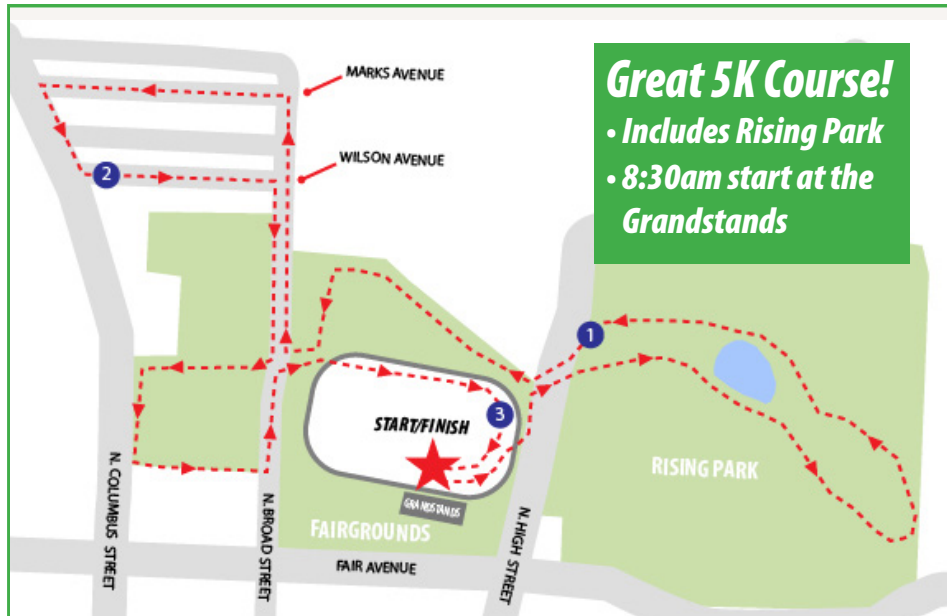 Great 5K Course!
• Includes Rising Park
• 8:30am start at the
Grandstands
MARKS AVENUE
WILSON AVENUE
2
1
3
START/FINISH
GRANDSTANDS
RISING PARK
FAIRGROUNDS
FAIR AVENUE
N. COLUMBUS STREET
N. BROAD STREET
N. HIGH STREET